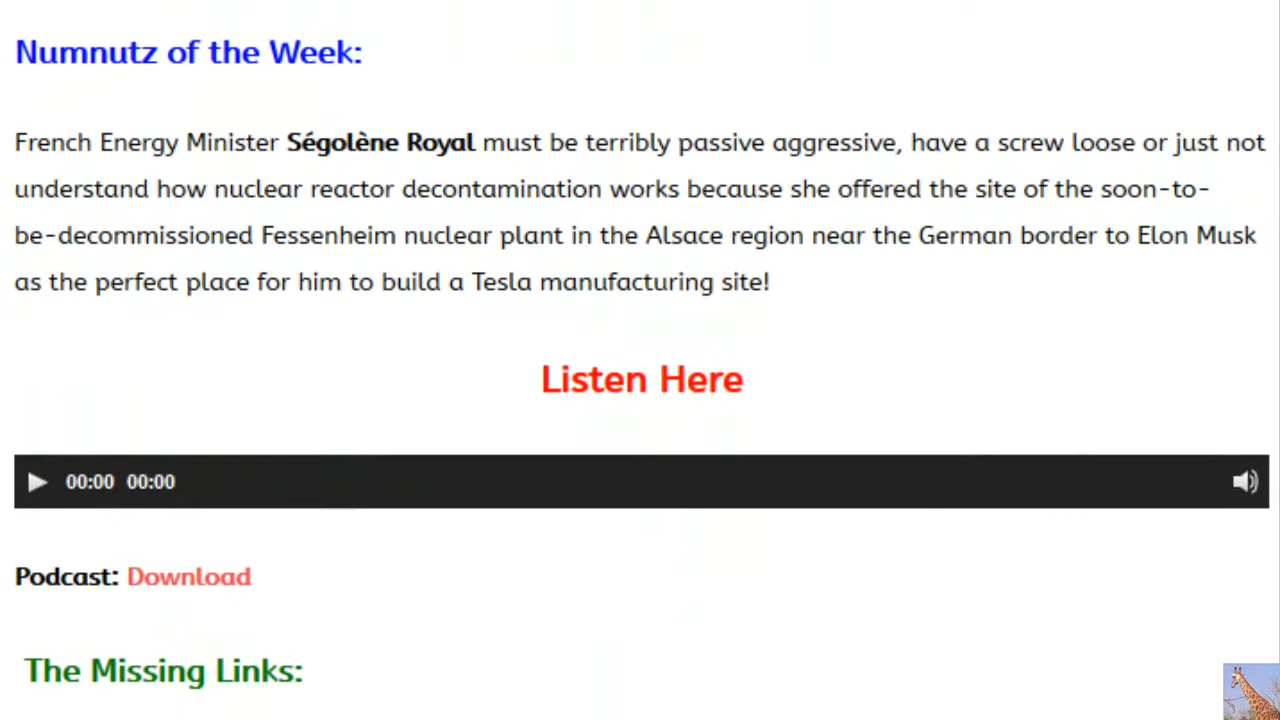 Numnutz of the Week:
French Energy Minister Ségolène Royal must be terribly passive aggressive, have a screw loose or just not
understand how nuclear reactor decontamination works because she offered the site of the soon-to-
be-decommissioned Fessenheim nuclear plant in the Alsace region near the German border to Elon Musk
as the perfect place for him to build a Tesla manufacturing site!
Listen Here
00:00 00:00
Podcast: Download
The Missing Links: